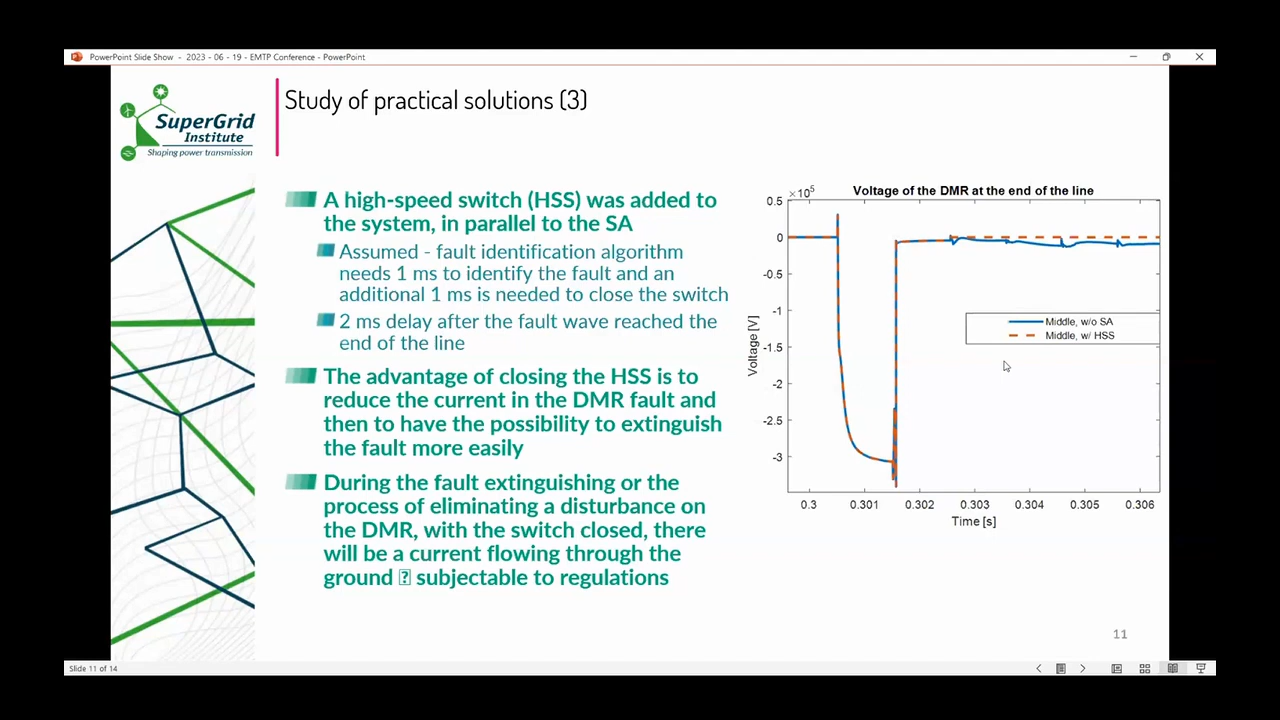 PowerPoint Slide Show - 2023 - 06 - 19 - EMTP Conference - PowerPoint
SuperGrid
Institute
Shaping power transmission
Study of practical solutions (3)
A high-speed switch (HSS) was added to
the system, in parallel to the SA
Assumed - fault identification algorithm
needs 1 ms to identify the fault and an
additional 1 ms is needed to close the switch
2 ms delay after the fault wave reached the
end of the line
The advantage of closing the HSS is to
reduce the current in the DMR fault and
then to have the possibility to extinguish
the fault more easily
During the fault extinguishing or the
process of eliminating a disturbance on
the DMR, with the switch closed, there
will be a current flowing through the
ground ⍰ subjectable to regulations
Voltage of the DMR at the end of the line
×10^5
0.5
0
-0.5
-1
-1.5
-2
-2.5
-3
Voltage [V]
Middle, w/o SA
Middle, w/ HSS
0.3 0.301 0.302 0.303 0.304 0.305 0.306
Time [s]
11
Slide 11 of 14